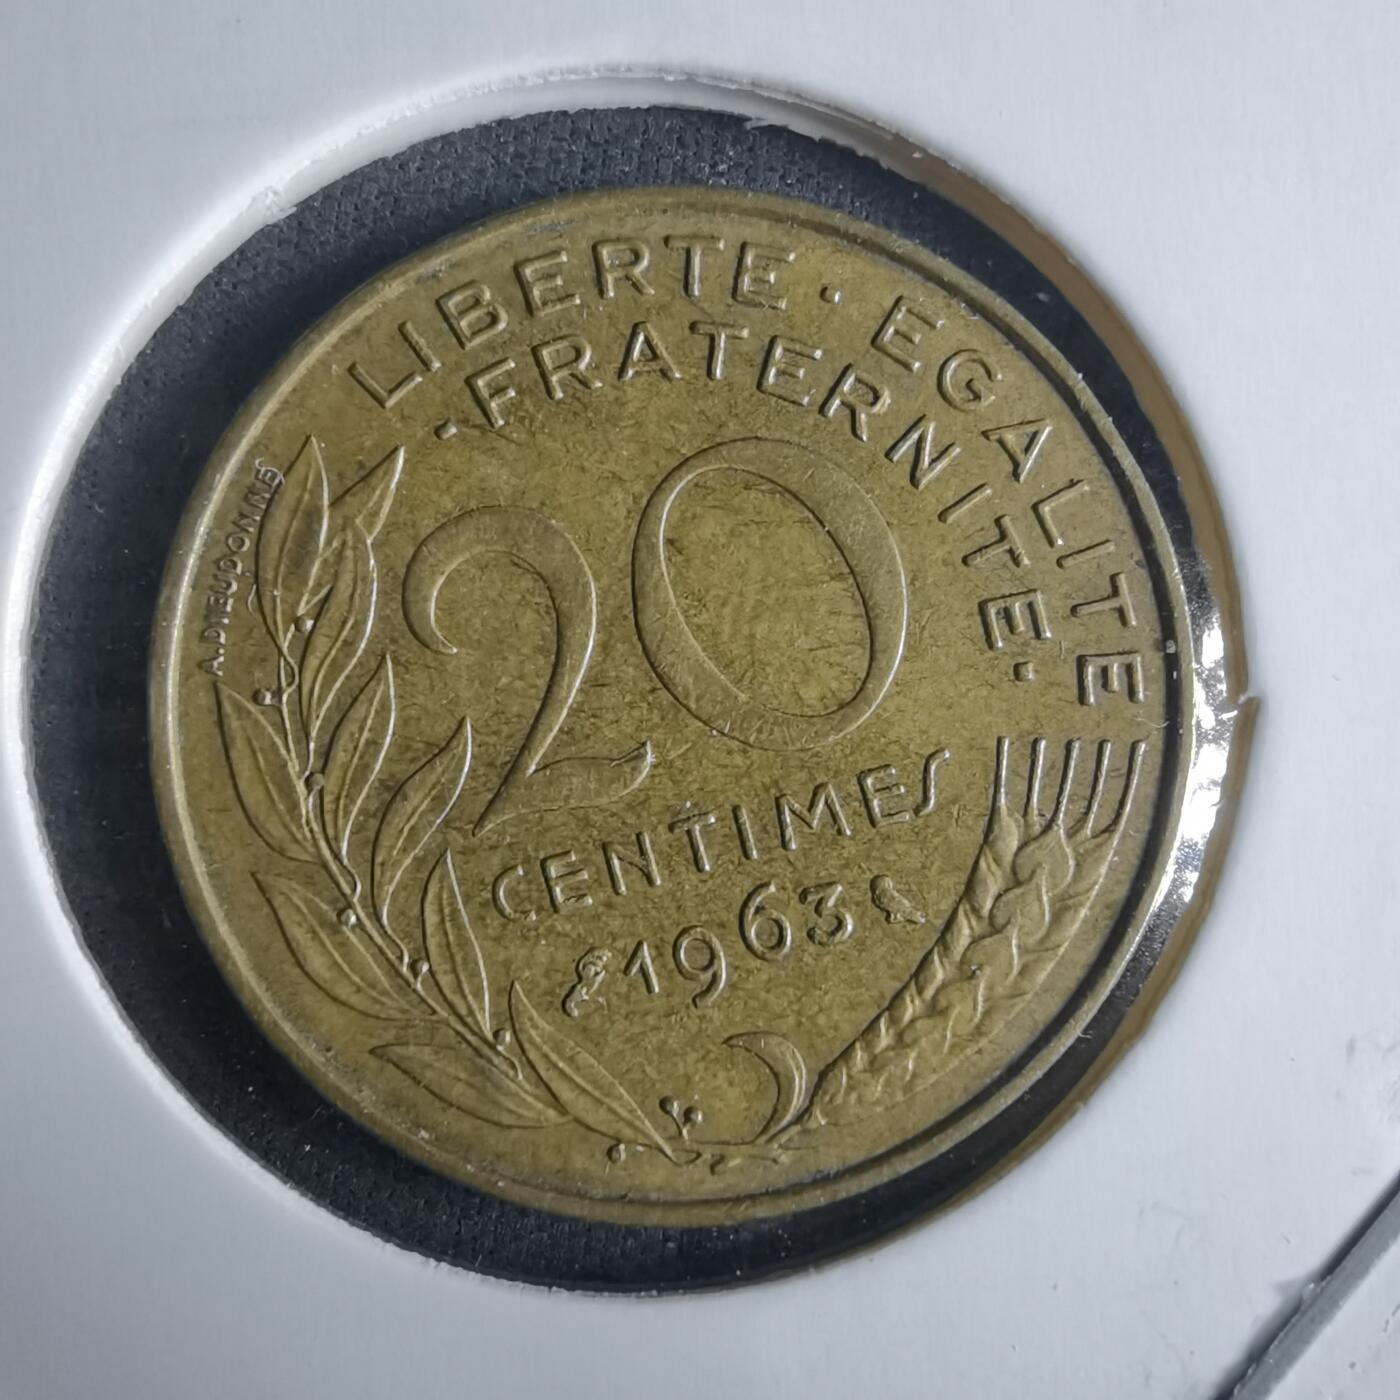 LIBERTE · EGALITE
·FRATERNITE·
A.DIEUDONNE
20
CENTIMES
1963